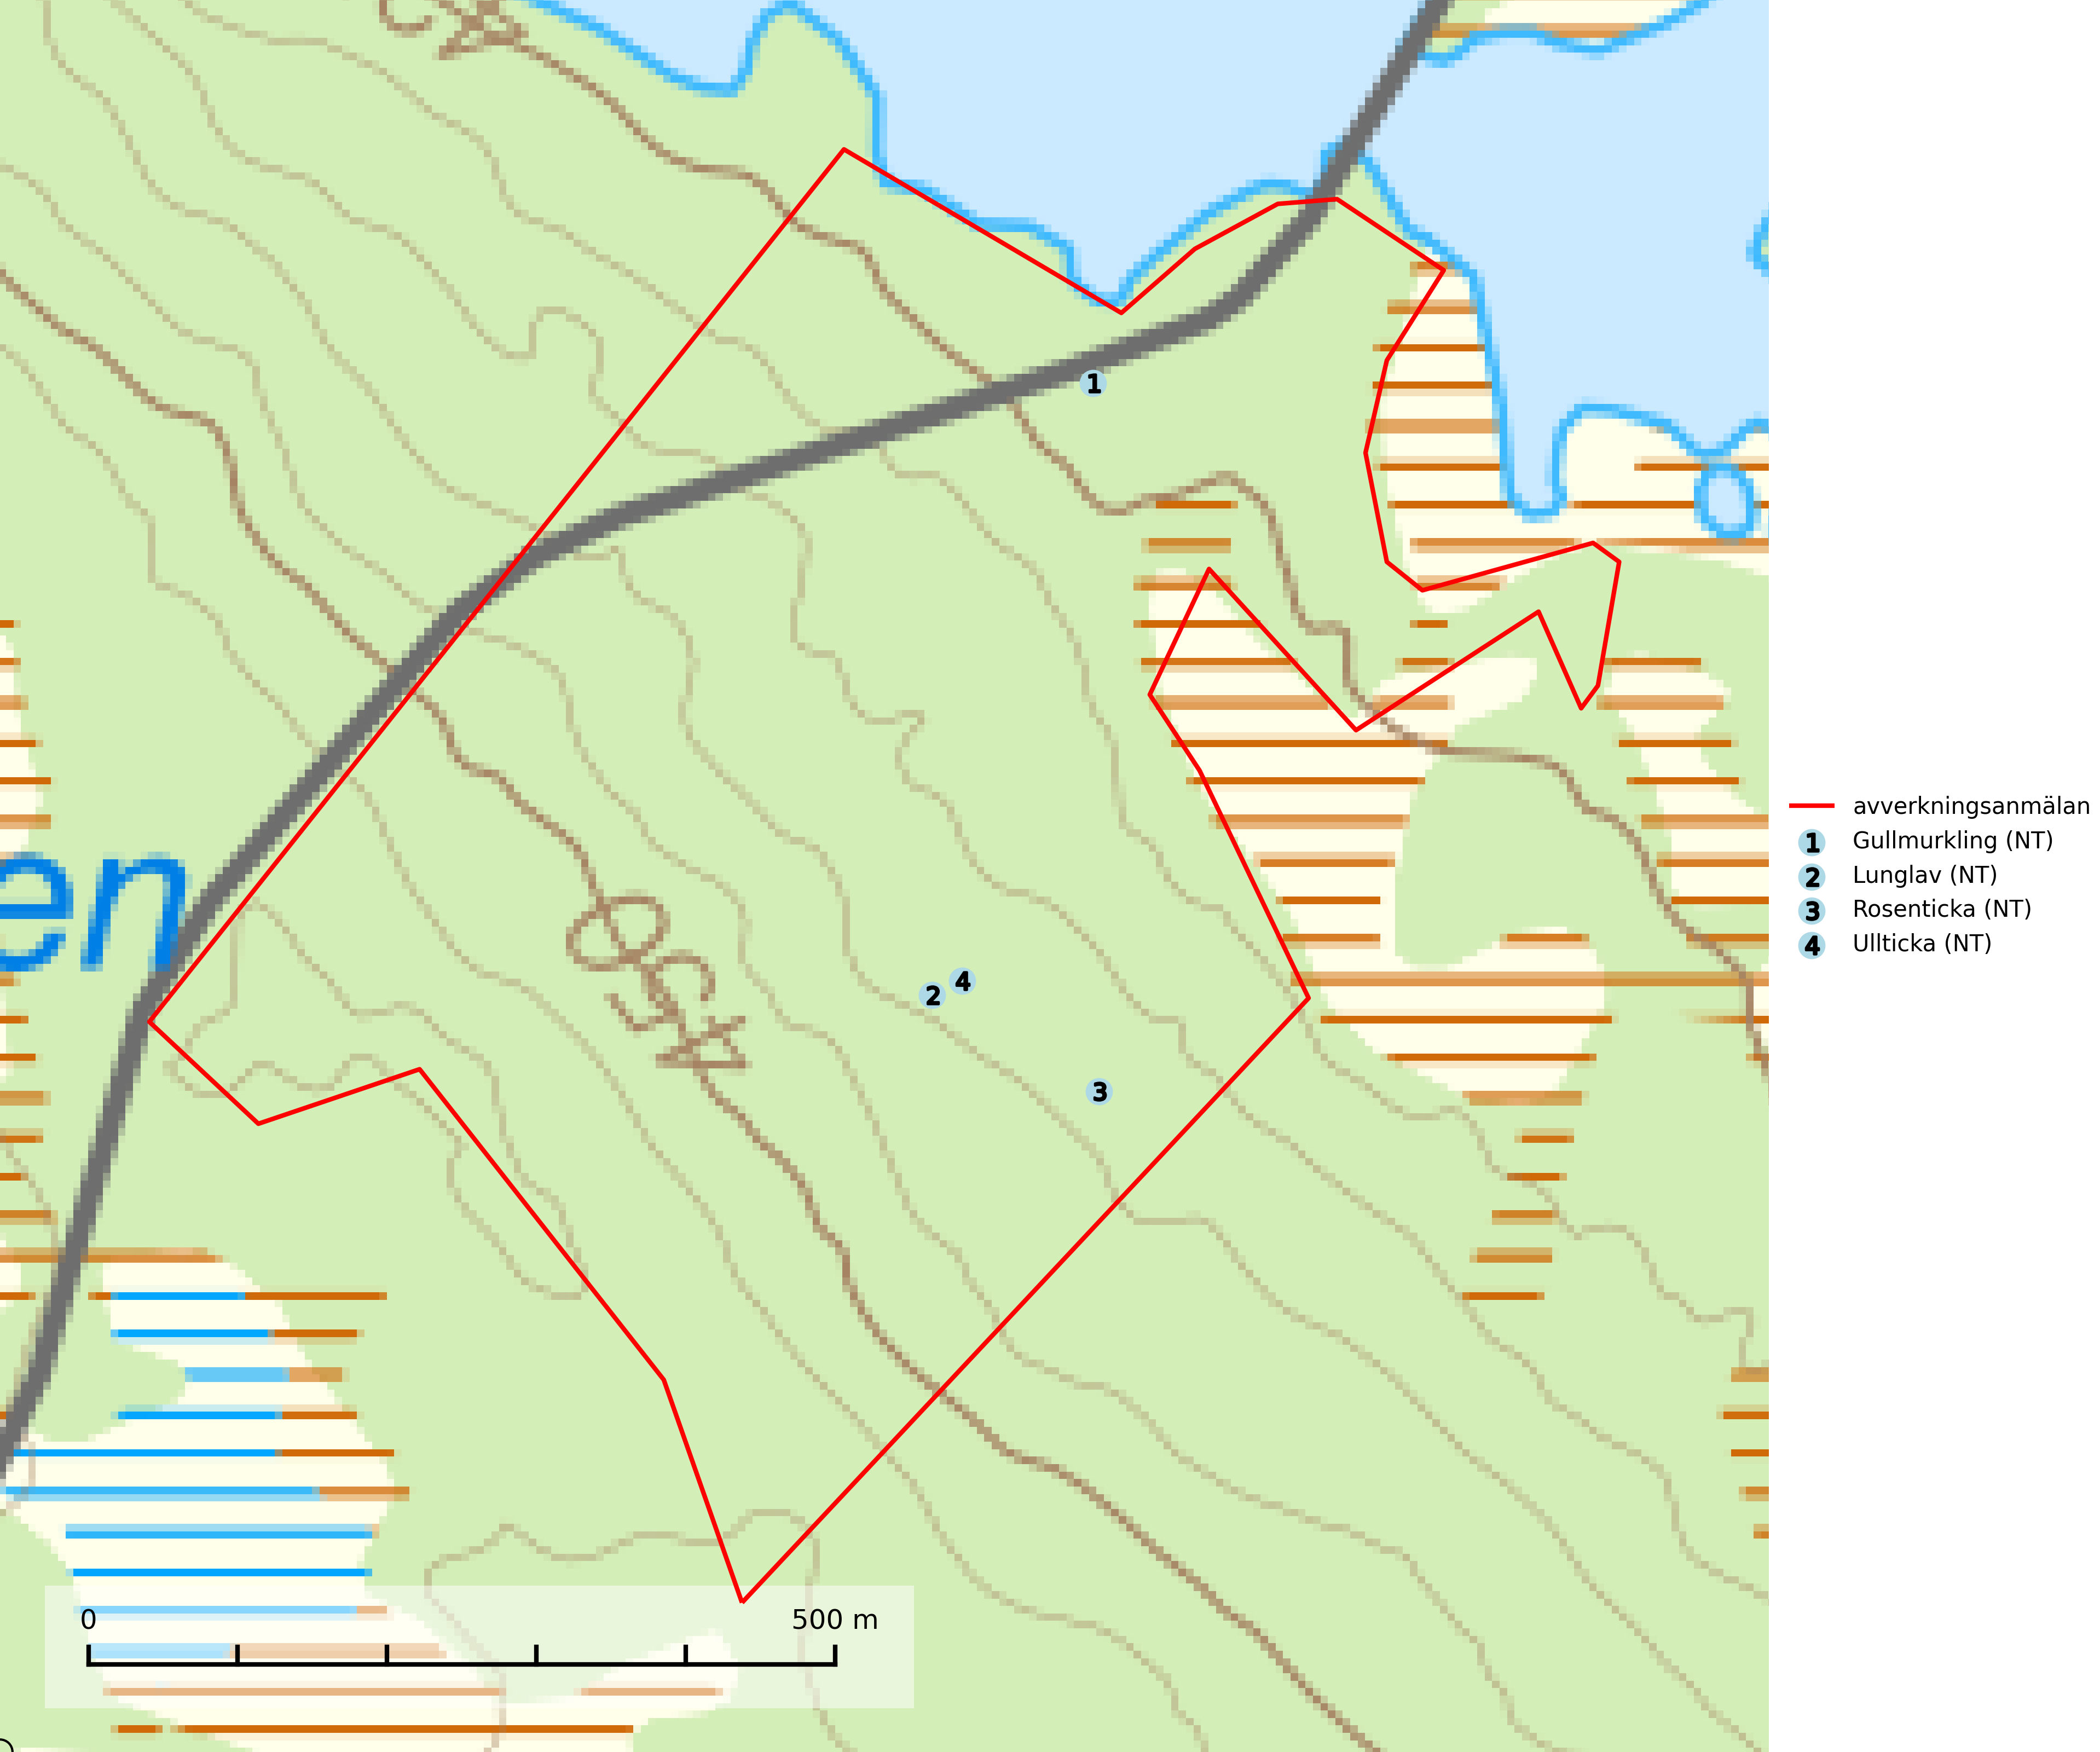 en
1
2
4
3
avverkningsanmälan
1 Gullmurkling (NT)
2 Lunglav (NT)
3 Rosenticka (NT)
4 Ullticka (NT)
0 500 m